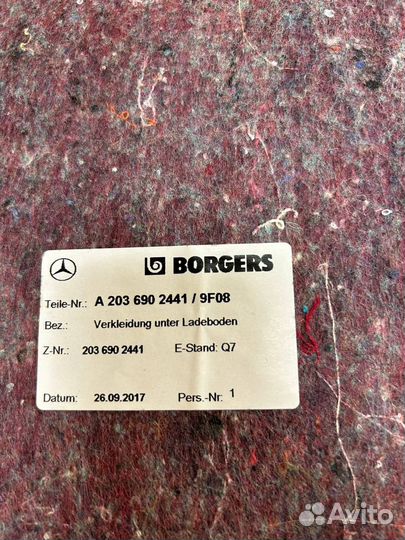 BORGERS
Teile-Nr.: A 203 690 2441 / 9F08
Bez.: Verkleidung unter Ladeboden
Z-Nr.: 203 690 2441 E-Stand: Q7
Datum: 26.09.2017 Pers.-Nr: 1
Avito